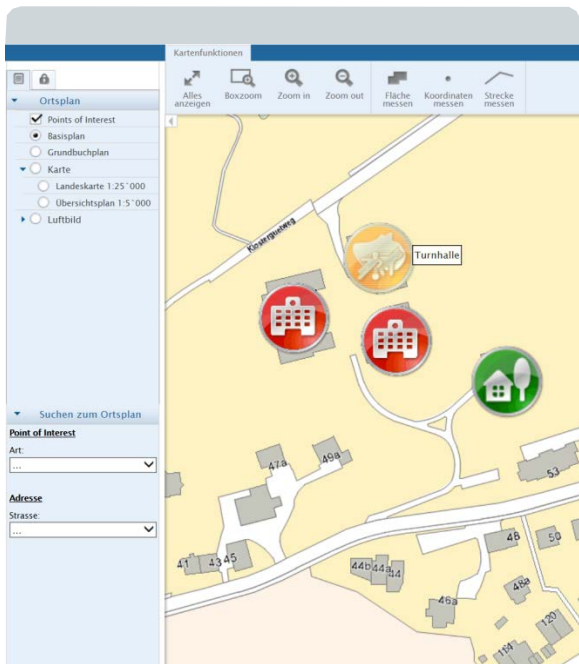 Kartenfunktionen
Alles anzeigen
Boxzoom
Zoom in
Zoom out
Fläche messen
Koordinaten messen
Strecke messen
Ortsplan
Points of Interest
Basisplan
Grundbuchplan
Karte
Landeskarte 1:25`000
Übersichtsplan 1:5`000
Luftbild
Suchen zum Ortsplan
Point of Interest
Art:
...
Adresse
Strasse:
...
Klostergutweg
Turnhalle
47a
49a
53
41
43
45
48
50
44b
44a
44
46a
48a
120
114